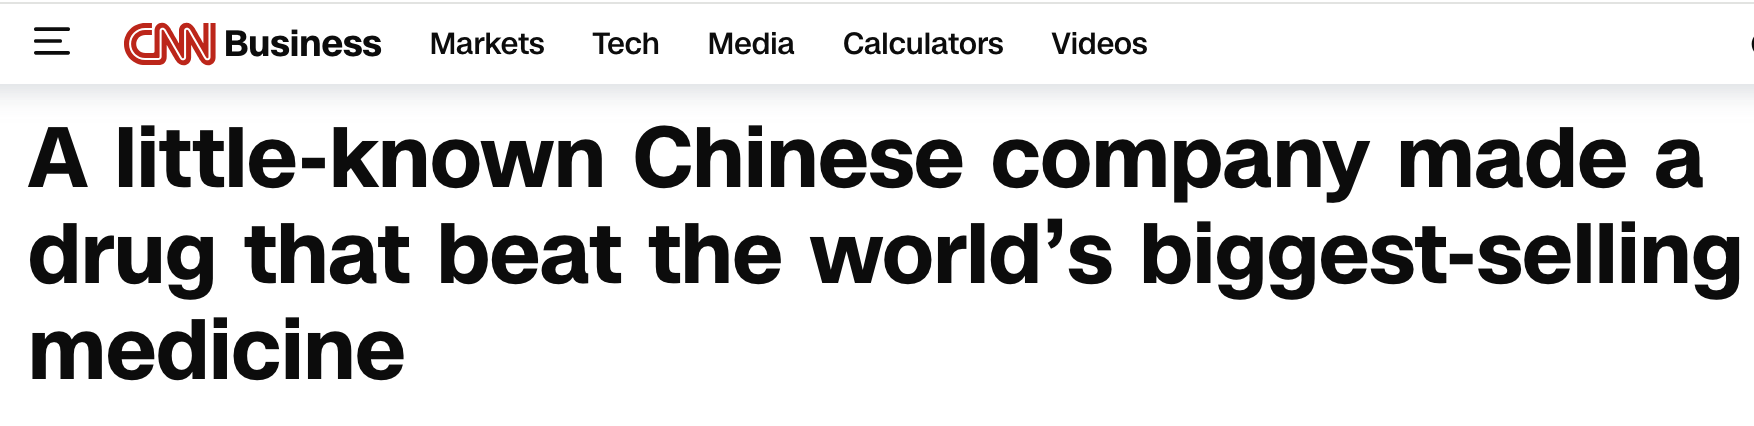 CNN Business Markets Tech Media Calculators Videos
A little-known Chinese company made a
drug that beat the world’s biggest-selling
medicine